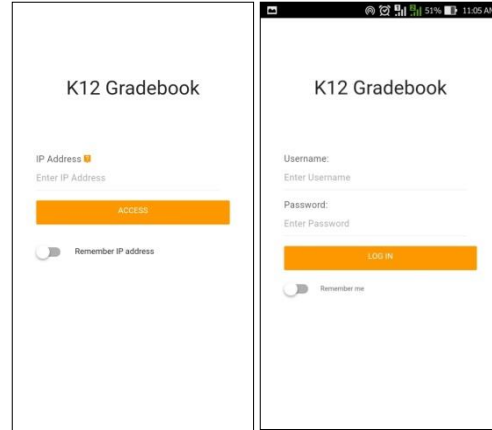 K12 Gradebook
IP Address
Enter IP Address
ACCESS
Remember IP address
51% 11:05 AM
K12 Gradebook
Username:
Enter Username
Password:
Enter Password
LOG IN
Remember me